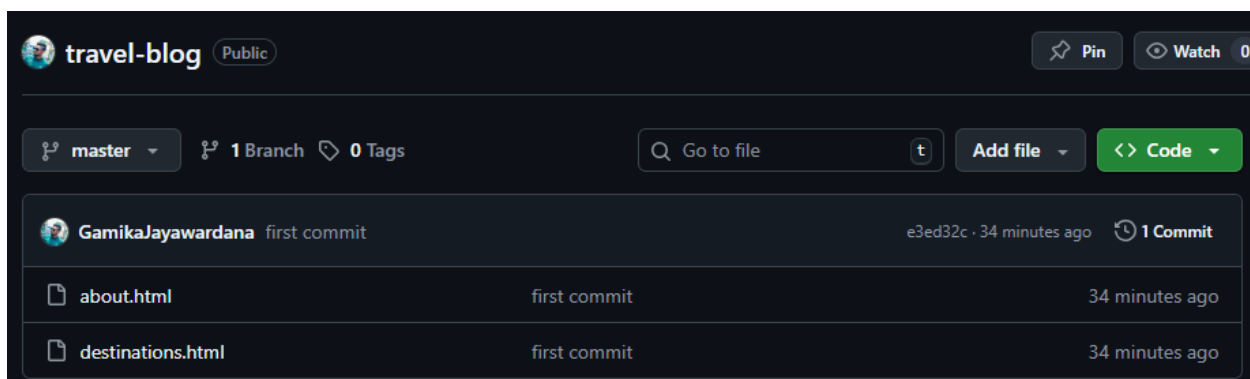 travel-blog Public Pin Watch 0
master 1 Branch 0 Tags Go to file t Add file <> Code
GamikaJayawardana first commit e3ed32c · 34 minutes ago 1 Commit
about.html first commit 34 minutes ago
destinations.html first commit 34 minutes ago